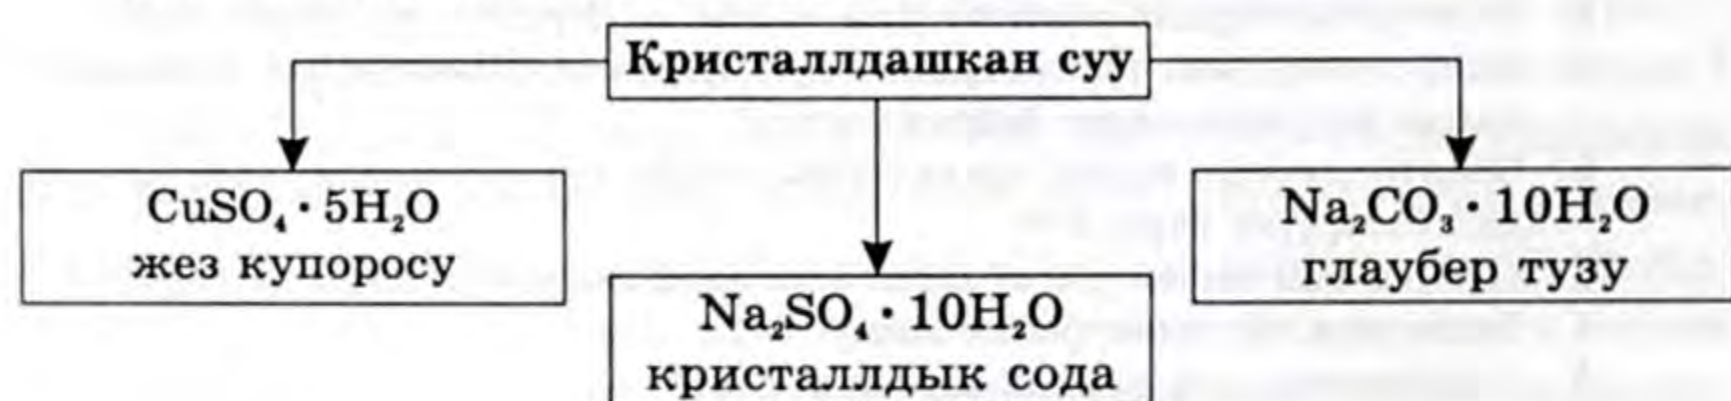 Кристаллдашкан суу
CuSO₄ · 5H₂O
жез купоросу
Na₂SO₄ · 10H₂O
кристаллдык сода
Na₂CO₃ · 10H₂O
глаубер тузу